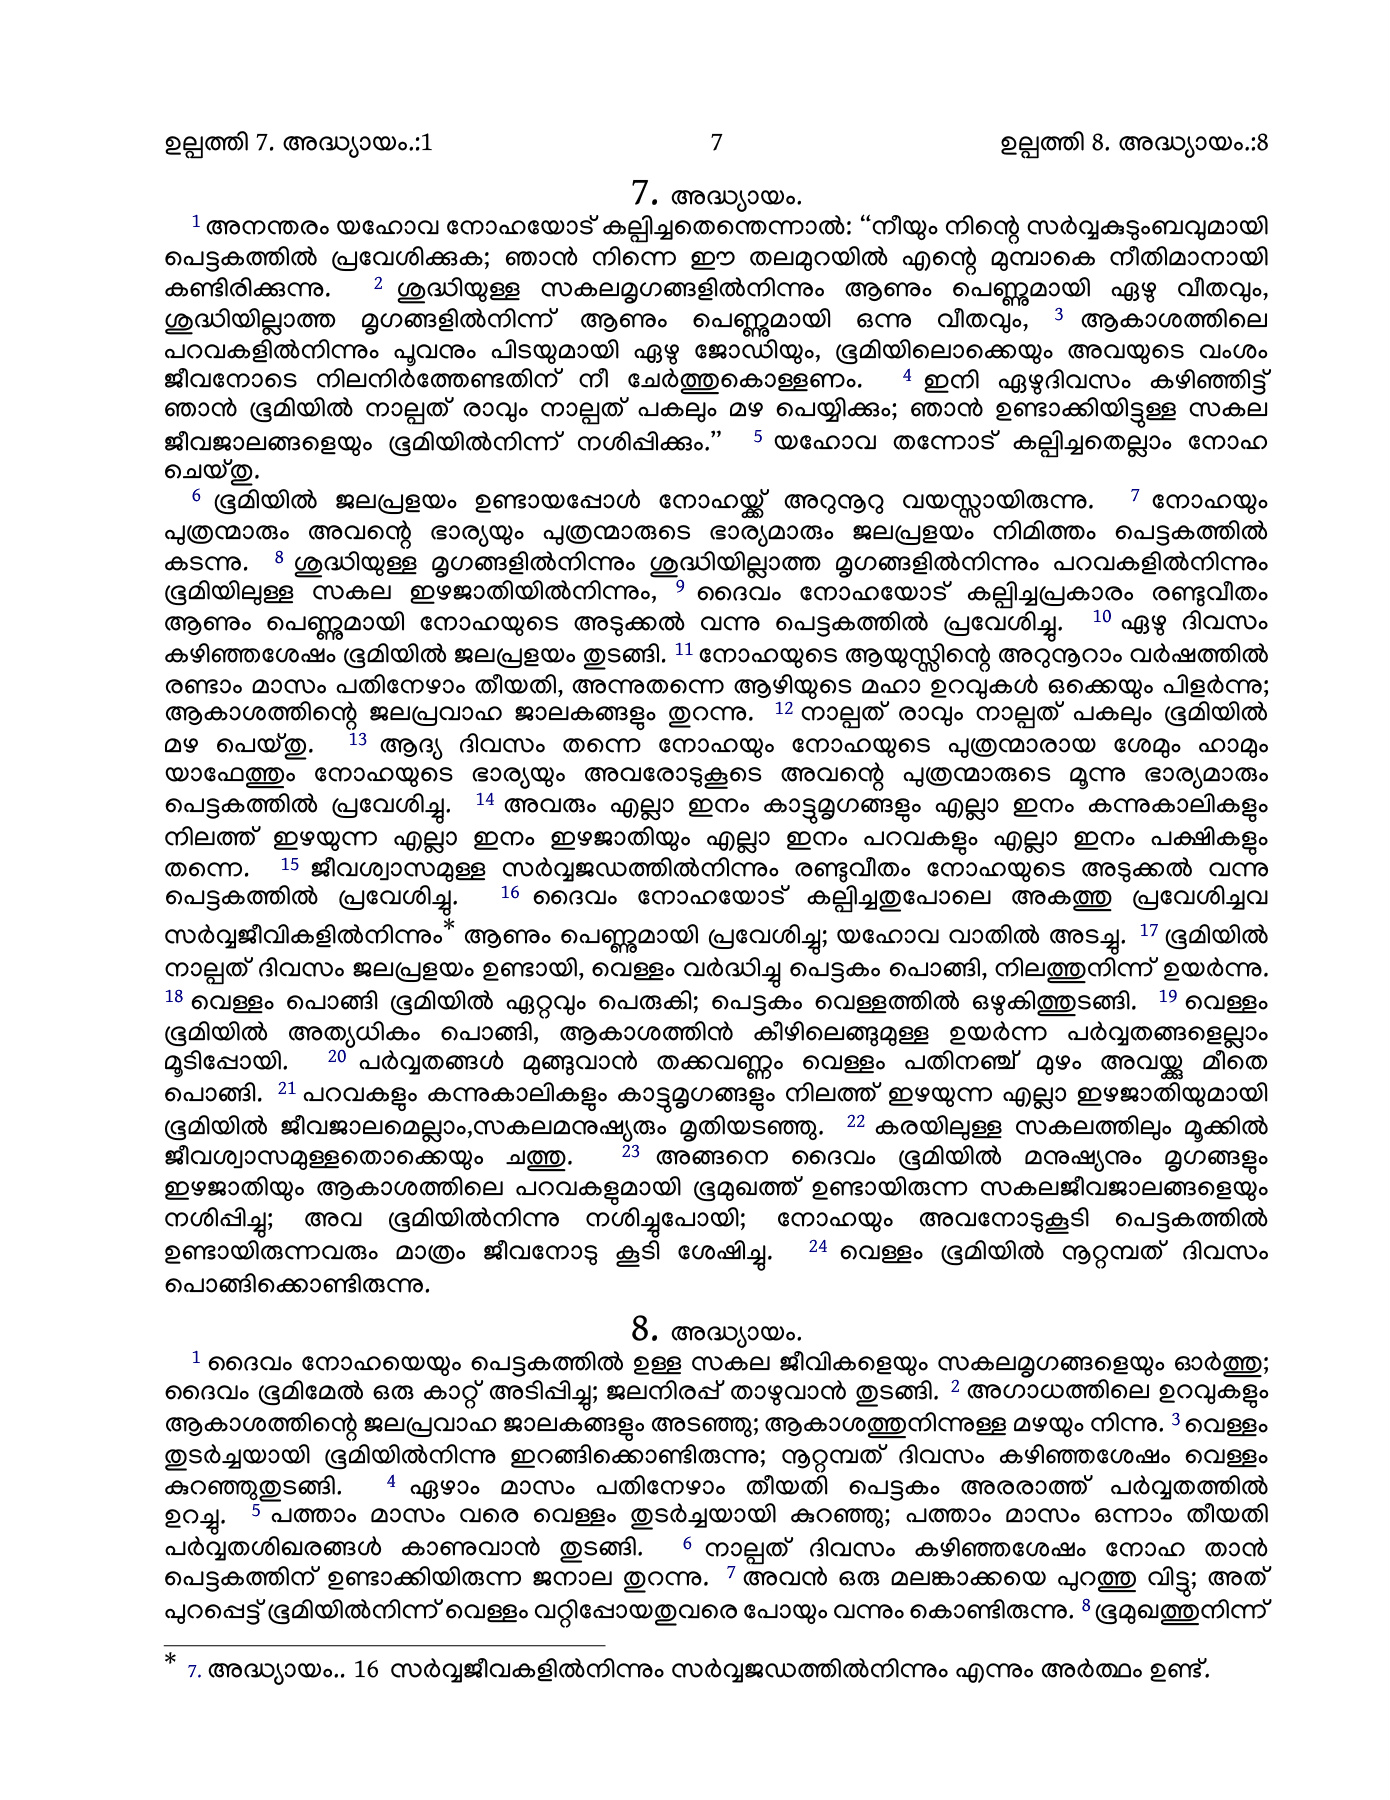 ഉല്പത്തി 7. അദ്ധ്യായം.:1 7 ഉല്പത്തി 8. അദ്ധ്യായം.:8
7. അദ്ധ്യായം.
1 അനന്തരം യഹോവ നോഹയോട് കല്പിച്ചതെന്തെന്നാൽ: “നീയും നിന്റെ സർവ്വകുടുംബവുമായി
പെട്ടകത്തിൽ പ്രവേശിക്കുക; ഞാൻ നിന്നെ ഈ തലമുറയിൽ എന്റെ മുമ്പാകെ നീതിമാനായി
കണ്ടിരിക്കുന്നു. 2 ശുദ്ധിയുള്ള സകലമൃഗങ്ങളിൽനിന്നും ആണും പെണ്ണുമായി ഏഴു വീതവും,
ശുദ്ധിയില്ലാത്ത മൃഗങ്ങളിൽനിന്ന് ആണും പെണ്ണുമായി ഒന്നു വീതവും, 3 ആകാശത്തിലെ
പറവകളിൽനിന്നും പൂവനും പിടയുമായി ഏഴു ജോഡിയും, ഭൂമിയിലൊക്കെയും അവയുടെ വംശം
ജീവനോടെ നിലനിർത്തേണ്ടതിന് നീ ചേർത്തുകൊള്ളണം. 4 ഇനി ഏഴുദിവസം കഴിഞ്ഞിട്ട്
ഞാൻ ഭൂമിയിൽ നാല്പത് രാവും നാല്പത് പകലും മഴ പെയ്യിക്കും; ഞാൻ ഉണ്ടാക്കിയിട്ടുള്ള സകല
ജീവജാലങ്ങളെയും ഭൂമിയിൽനിന്ന് നശിപ്പിക്കും.” 5 യഹോവ തന്നോട് കല്പിച്ചതെല്ലാം നോഹ
ചെയ്തു.
6 ഭൂമിയിൽ ജലപ്രളയം ഉണ്ടായപ്പോൾ നോഹയ്ക്ക് അറുനൂറു വയസ്സായിരുന്നു. 7 നോഹയും
പുത്രന്മാരും അവന്റെ ഭാര്യയും പുത്രന്മാരുടെ ഭാര്യമാരും ജലപ്രളയം നിമിത്തം പെട്ടകത്തിൽ
കടന്നു. 8 ശുദ്ധിയുള്ള മൃഗങ്ങളിൽനിന്നും ശുദ്ധിയില്ലാത്ത മൃഗങ്ങളിൽനിന്നും പറവകളിൽനിന്നും
ഭൂമിയിലുള്ള സകല ഇഴജാതിയിൽനിന്നും, 9 ദൈവം നോഹയോട് കല്പിച്ചപ്രകാരം രണ്ടുവീതം
ആണും പെണ്ണുമായി നോഹയുടെ അടുക്കൽ വന്നു പെട്ടകത്തിൽ പ്രവേശിച്ചു. 10 ഏഴു ദിവസം
കഴിഞ്ഞശേഷം ഭൂമിയിൽ ജലപ്രളയം തുടങ്ങി. 11 നോഹയുടെ ആയുസ്സിന്റെ അറുനൂറാം വർഷത്തിൽ
രണ്ടാം മാസം പതിനേഴാം തീയതി, അന്നുതന്നെ ആഴിയുടെ മഹാ ഉറവുകൾ ഒക്കെയും പിളർന്നു;
ആകാശത്തിന്റെ ജലപ്രവാഹ ജാലകങ്ങളും തുറന്നു. 12 നാല്പത് രാവും നാല്പത് പകലും ഭൂമിയിൽ
മഴ പെയ്തു. 13 ആദ്യ ദിവസം തന്നെ നോഹയും നോഹയുടെ പുത്രന്മാരായ ശേമും ഹാമും
യാഫേത്തും നോഹയുടെ ഭാര്യയും അവരോടുകൂടെ അവന്റെ പുത്രന്മാരുടെ മൂന്നു ഭാര്യമാരും
പെട്ടകത്തിൽ പ്രവേശിച്ചു. 14 അവരും എല്ലാ ഇനം കാട്ടുമൃഗങ്ങളും എല്ലാ ഇനം കന്നുകാലികളും
നിലത്ത് ഇഴയുന്ന എല്ലാ ഇനം ഇഴജാതിയും എല്ലാ ഇനം പറവകളും എല്ലാ ഇനം പക്ഷികളും
തന്നെ. 15 ജീവശ്വാസമുള്ള സർവ്വജഡത്തിൽനിന്നും രണ്ടുവീതം നോഹയുടെ അടുക്കൽ വന്നു
പെട്ടകത്തിൽ പ്രവേശിച്ചു. 16 ദൈവം നോഹയോട് കല്പിച്ചതുപോലെ അകത്തു പ്രവേശിച്ചവ
സർവ്വജീവികളിൽനിന്നും* ആണും പെണ്ണുമായി പ്രവേശിച്ചു; യഹോവ വാതിൽ അടച്ചു. 17 ഭൂമിയിൽ
നാല്പത് ദിവസം ജലപ്രളയം ഉണ്ടായി, വെള്ളം വർദ്ധിച്ചു പെട്ടകം പൊങ്ങി, നിലത്തുനിന്ന് ഉയർന്നു.
18 വെള്ളം പൊങ്ങി ഭൂമിയിൽ ഏറ്റവും പെരുകി; പെട്ടകം വെള്ളത്തിൽ ഒഴുകിത്തുടങ്ങി. 19 വെള്ളം
ഭൂമിയിൽ അത്യധികം പൊങ്ങി, ആകാശത്തിൻ കീഴിലെങ്ങുമുള്ള ഉയർന്ന പർവ്വതങ്ങളെല്ലാം
മൂടിപ്പോയി. 20 പർവ്വതങ്ങൾ മുങ്ങുവാൻ തക്കവണ്ണം വെള്ളം പതിനഞ്ച് മുഴം അവയ്ക്കു മീതെ
പൊങ്ങി. 21 പറവകളും കന്നുകാലികളും കാട്ടുമൃഗങ്ങളും നിലത്ത് ഇഴയുന്ന എല്ലാ ഇഴജാതിയുമായി
ഭൂമിയിൽ ജീവജാലമെല്ലാം,സകലമനുഷ്യരും മൃതിയടഞ്ഞു. 22 കരയിലുള്ള സകലത്തിലും മൂക്കിൽ
ജീവശ്വാസമുള്ളതൊക്കെയും ചത്തു. 23 അങ്ങനെ ദൈവം ഭൂമിയിൽ മനുഷ്യനും മൃഗങ്ങളും
ഇഴജാതിയും ആകാശത്തിലെ പറവകളുമായി ഭൂമുഖത്ത് ഉണ്ടായിരുന്ന സകലജീവജാലങ്ങളെയും
നശിപ്പിച്ചു; അവ ഭൂമിയിൽനിന്നു നശിച്ചുപോയി; നോഹയും അവനോടുകൂടി പെട്ടകത്തിൽ
ഉണ്ടായിരുന്നവരും മാത്രം ജീവനോടു കൂടി ശേഷിച്ചു. 24 വെള്ളം ഭൂമിയിൽ നൂറ്റമ്പത് ദിവസം
പൊങ്ങിക്കൊണ്ടിരുന്നു.
8. അദ്ധ്യായം.
1 ദൈവം നോഹയെയും പെട്ടകത്തിൽ ഉള്ള സകല ജീവികളെയും സകലമൃഗങ്ങളെയും ഓർത്തു;
ദൈവം ഭൂമിമേൽ ഒരു കാറ്റ് അടിപ്പിച്ചു; ജലനിരപ്പ് താഴുവാൻ തുടങ്ങി. 2 അഗാധത്തിലെ ഉറവുകളും
ആകാശത്തിന്റെ ജലപ്രവാഹ ജാലകങ്ങളും അടഞ്ഞു; ആകാശത്തുനിന്നുള്ള മഴയും നിന്നു. 3 വെള്ളം
തുടർച്ചയായി ഭൂമിയിൽനിന്നു ഇറങ്ങിക്കൊണ്ടിരുന്നു; നൂറ്റമ്പത് ദിവസം കഴിഞ്ഞശേഷം വെള്ളം
കുറഞ്ഞുതുടങ്ങി. 4 ഏഴാം മാസം പതിനേഴാം തീയതി പെട്ടകം അരരാത്ത് പർവ്വതത്തിൽ
ഉറച്ചു. 5 പത്താം മാസം വരെ വെള്ളം തുടർച്ചയായി കുറഞ്ഞു; പത്താം മാസം ഒന്നാം തീയതി
പർവ്വതശിഖരങ്ങൾ കാണുവാൻ തുടങ്ങി. 6 നാല്പത് ദിവസം കഴിഞ്ഞശേഷം നോഹ താൻ
പെട്ടകത്തിന് ഉണ്ടാക്കിയിരുന്ന ജനാല തുറന്നു. 7 അവൻ ഒരു മലങ്കാക്കയെ പുറത്തു വിട്ടു; അത്
പുറപ്പെട്ട് ഭൂമിയിൽനിന്ന് വെള്ളം വറ്റിപ്പോയതുവരെ പോയും വന്നും കൊണ്ടിരുന്നു. 8 ഭൂമുഖത്തുനിന്ന്
* 7. അദ്ധ്യായം.. 16 സർവ്വജീവകളിൽനിന്നും സർവ്വജഡത്തിൽനിന്നും എന്നും അർത്ഥം ഉണ്ട്.